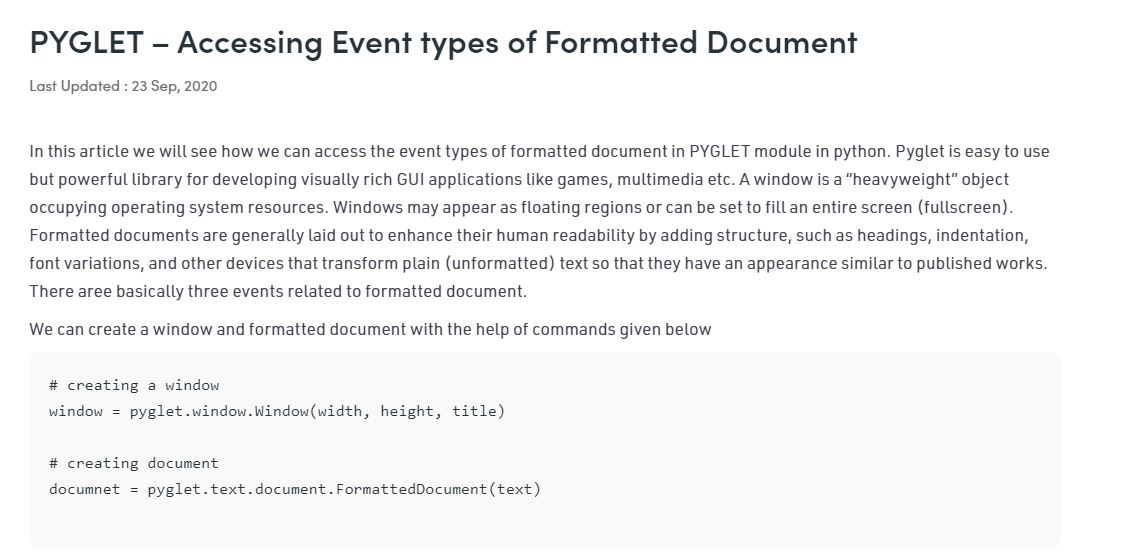 PYGLET – Accessing Event types of Formatted Document
Last Updated : 23 Sep, 2020
In this article we will see how we can access the event types of formatted document in PYGLET module in python. Pyglet is easy to use
but powerful library for developing visually rich GUI applications like games, multimedia etc. A window is a “heavyweight” object
occupying operating system resources. Windows may appear as floating regions or can be set to fill an entire screen (fullscreen).
Formatted documents are generally laid out to enhance their human readability by adding structure, such as headings, indentation,
font variations, and other devices that transform plain (unformatted) text so that they have an appearance similar to published works.
There aree basically three events related to formatted document.
We can create a window and formatted document with the help of commands given below
# creating a window
window = pyglet.window.Window(width, height, title)
# creating document
documnet = pyglet.text.document.FormattedDocument(text)